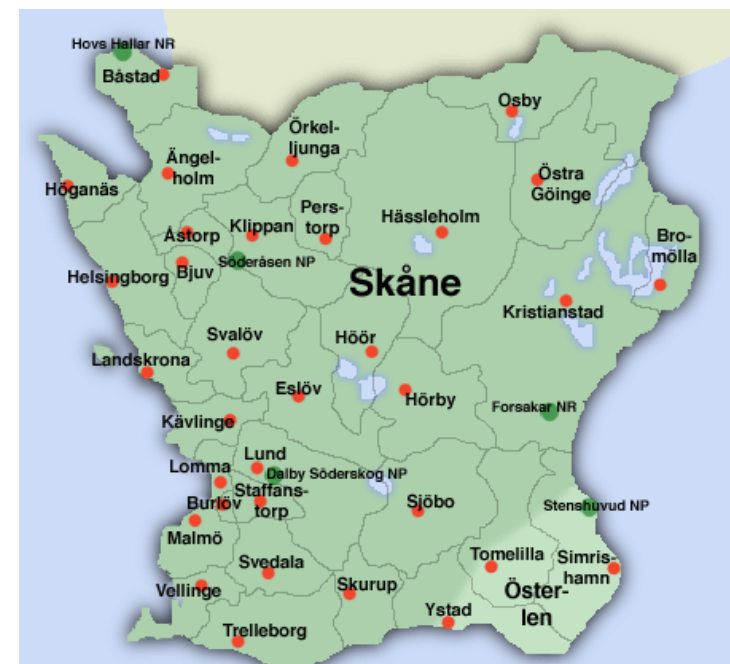 Hovs Hallar NR
Båstad
Osby
Örkel-
ljunga
Ängel-
holm
Östra
Göinge
Höganäs
Pers-
torp
Hässleholm
Klippan
Åstorp
Bro-
mölla
Söderåsen NP
Bjuv
Helsingborg
Skåne
Kristianstad
Svalöv
Höör
Landskrona
Eslöv
Hörby
Forsakar NR
Kävlinge
Lund
Lomma
Dalby Söderskog NP
Staffans-
torp
Burlöv
Sjöbo
Stenshuvud NP
Malmö
Tomelilla
Simris-
hamn
Svedala
Skurup
Vellinge
Öster-
len
Ystad
Trelleborg